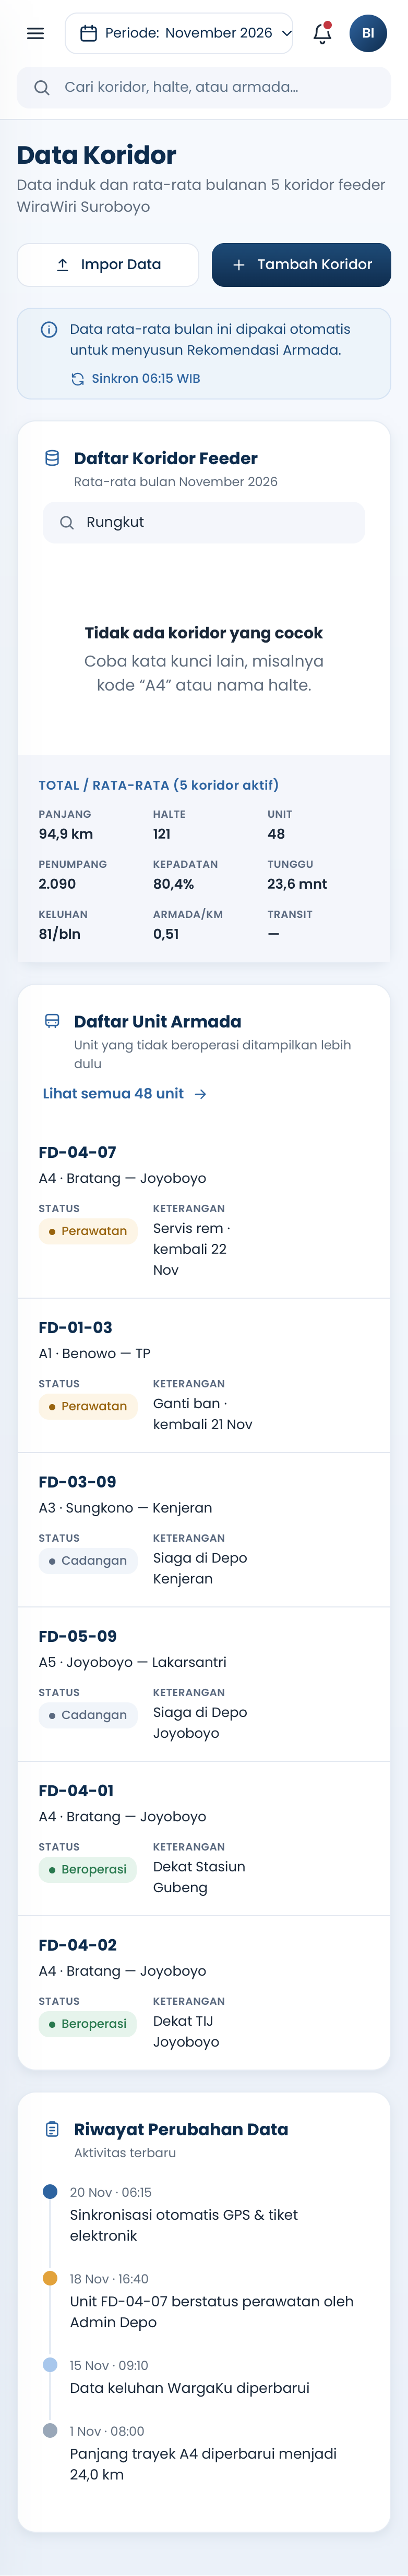 Periode: November 2026
BI
Cari koridor, halte, atau armada...
Data Koridor
Data induk dan rata-rata bulanan 5 koridor feeder
WiraWiri Suroboyo
Impor Data
Tambah Koridor
Data rata-rata bulan ini dipakai otomatis
untuk menyusun Rekomendasi Armada.
Sinkron 06:15 WIB
Daftar Koridor Feeder
Rata-rata bulan November 2026
Rungkut
Tidak ada koridor yang cocok
Coba kata kunci lain, misalnya
kode “A4” atau nama halte.
TOTAL / RATA-RATA (5 koridor aktif)
PANJANG HALTE UNIT
94,9 km 121 48
PENUMPANG KEPADATAN TUNGGU
2.090 80,4% 23,6 mnt
KELUHAN ARMADA/KM TRANSIT
81/bln 0,51 —
Daftar Unit Armada
Unit yang tidak beroperasi ditampilkan lebih
dulu
Lihat semua 48 unit →
FD-04-07
A4 · Bratang — Joyoboyo
STATUS KETERANGAN
Perawatan Servis rem ·
kembali 22
Nov
FD-01-03
A1 · Benowo — TP
STATUS KETERANGAN
Perawatan Ganti ban ·
kembali 21 Nov
FD-03-09
A3 · Sungkono — Kenjeran
STATUS KETERANGAN
Cadangan Siaga di Depo
Kenjeran
FD-05-09
A5 · Joyoboyo — Lakarsantri
STATUS KETERANGAN
Cadangan Siaga di Depo
Joyoboyo
FD-04-01
A4 · Bratang — Joyoboyo
STATUS KETERANGAN
Beroperasi Dekat Stasiun
Gubeng
FD-04-02
A4 · Bratang — Joyoboyo
STATUS KETERANGAN
Beroperasi Dekat TIJ
Joyoboyo
Riwayat Perubahan Data
Aktivitas terbaru
20 Nov · 06:15
Sinkronisasi otomatis GPS & tiket
elektronik
18 Nov · 16:40
Unit FD-04-07 berstatus perawatan oleh
Admin Depo
15 Nov · 09:10
Data keluhan WargaKu diperbarui
1 Nov · 08:00
Panjang trayek A4 diperbarui menjadi
24,0 km